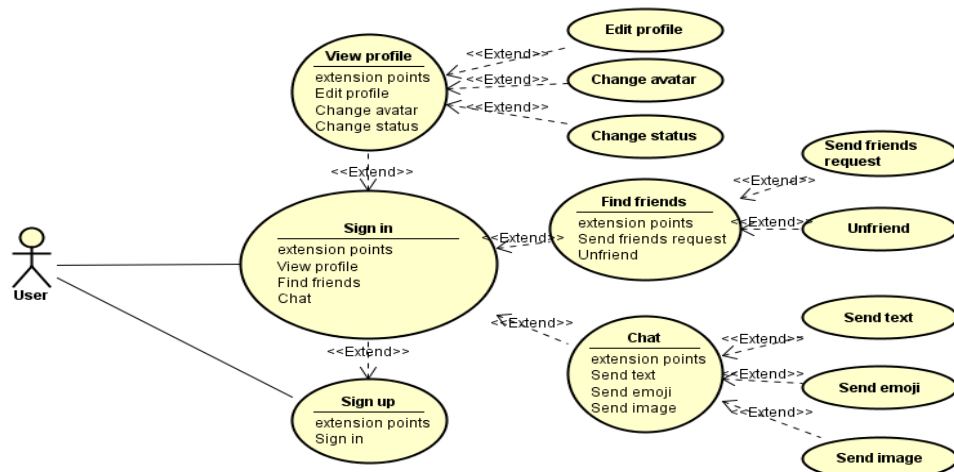 Edit profile
<<Extend>>
View profile
extension points
Edit profile
Change avatar
Change status
<<Extend>>
Change avatar
<<Extend>>
Change status
<<Extend>>
Send friends
request
<<Extend>>
Find friends
extension points
Send friends request
Unfriend
<<Extend>>
Unfriend
Sign in
extension points
View profile
Find friends
Chat
<<Extend>>
User
<<Extend>>
Chat
extension points
Send text
Send emoji
Send image
Send text
<<Extend>>
<<Extend>>
Send emoji
<<Extend>>
Send image
<<Extend>>
Sign up
extension points
Sign in